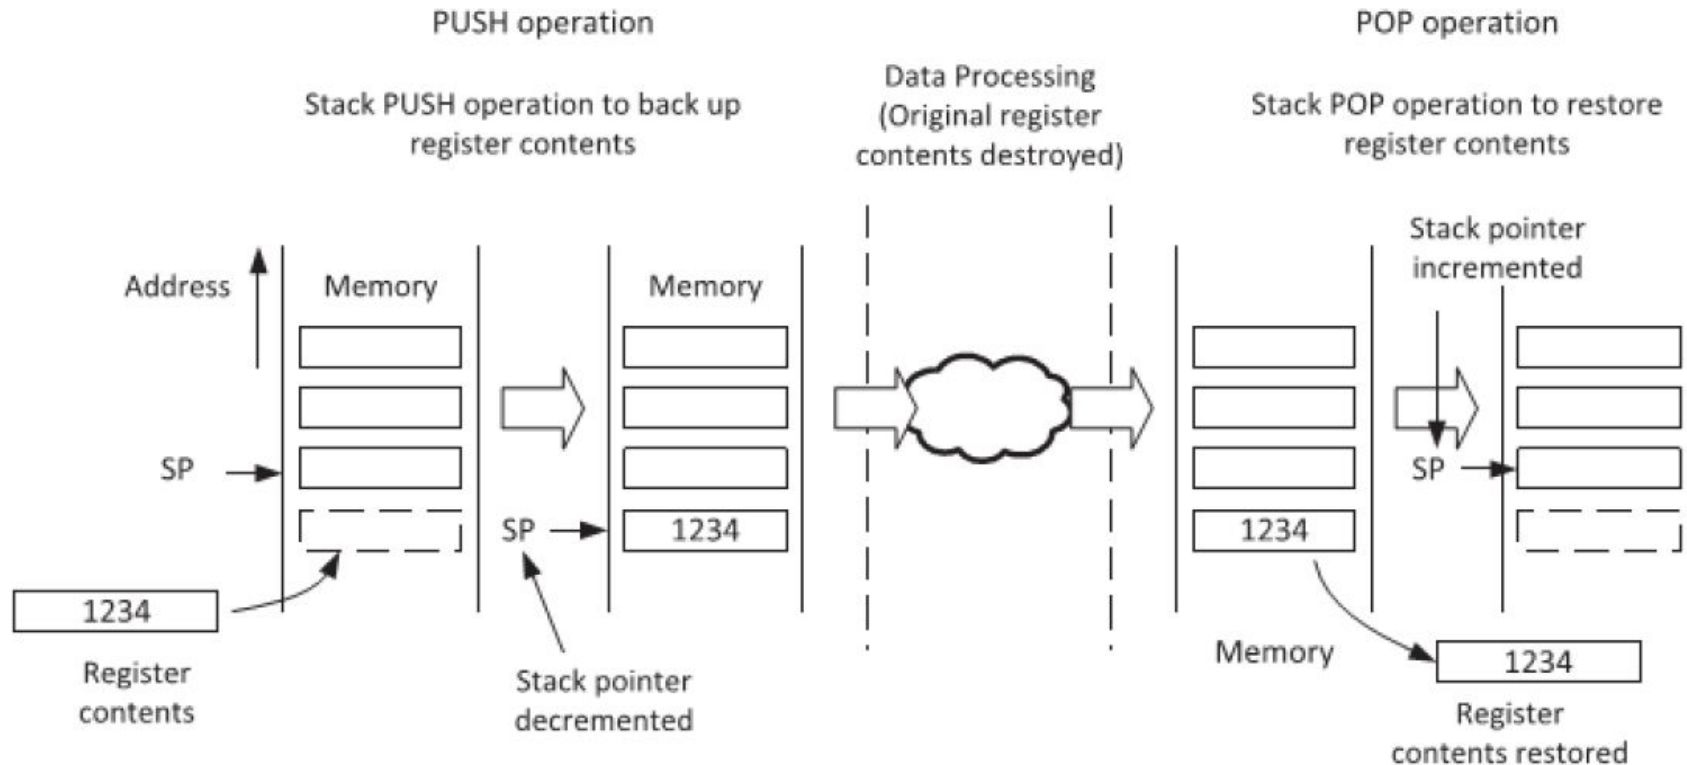 PUSH operation
Stack PUSH operation to back up
register contents
Address
Memory
SP
1234
Register
contents
Memory
SP
1234
Stack pointer
decremented
Data Processing
(Original register
contents destroyed)
POP operation
Stack POP operation to restore
register contents
Stack pointer
incremented
1234
Memory
SP
1234
Register
contents restored